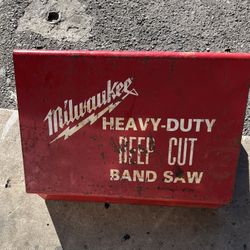 Milwaukee
HEAVY-DUTY
DEEP CUT
BAND SAW